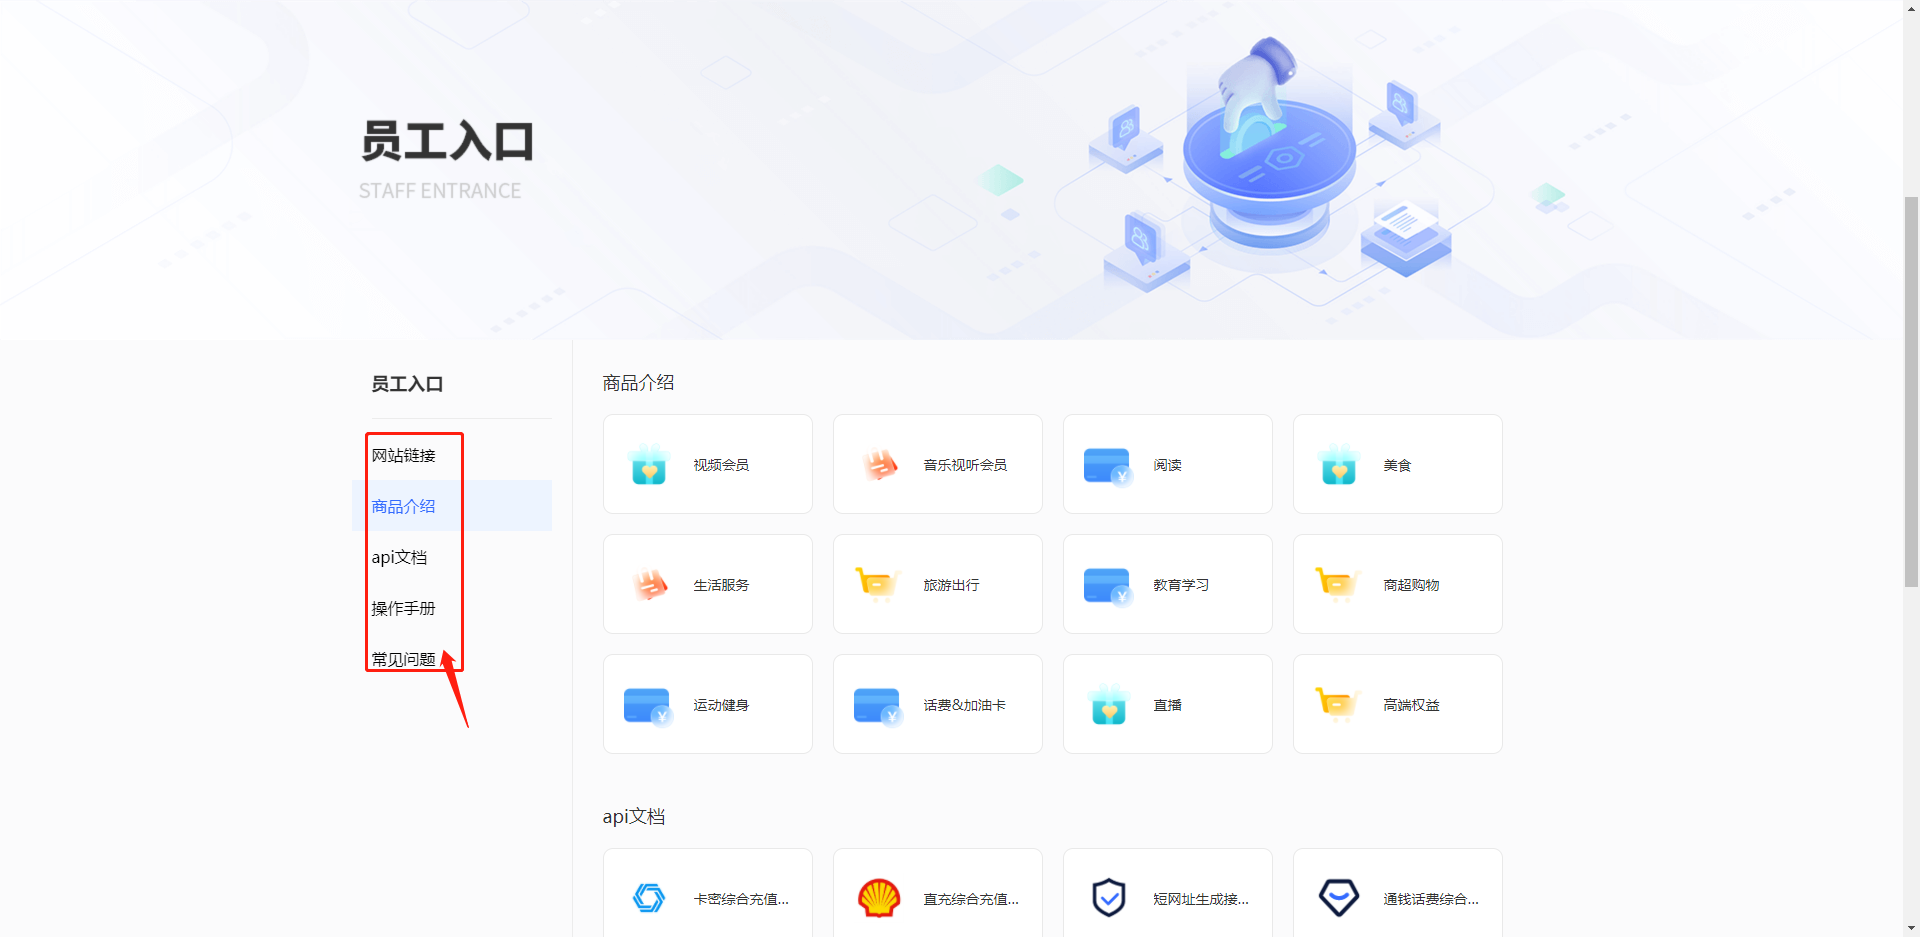 员工入口
STAFF ENTRANCE
员工入口
网站链接
商品介绍
api文档
操作手册
常见问题
商品介绍
视频会员
音乐视听会员
阅读
美食
生活服务
旅游出行
教育学习
商超购物
运动健身
话费&加油卡
直播
高端权益
api文档
卡密综合充值...
直充综合充值...
短网址生成接...
通钱话费综合...